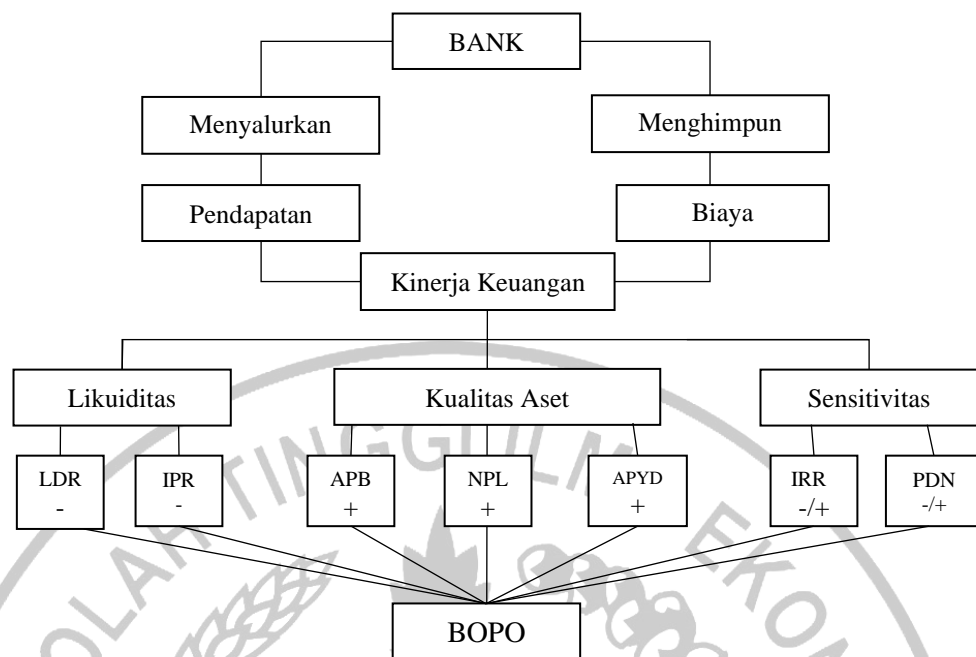 BANK
Menyalurkan
Menghimpun
Pendapatan
Biaya
Kinerja Keuangan
Likuiditas
Kualitas Aset
Sensitivitas
LDR
-
IPR
-
APB
+
NPL
+
APYD
+
IRR
-/+
PDN
-/+
BOPO